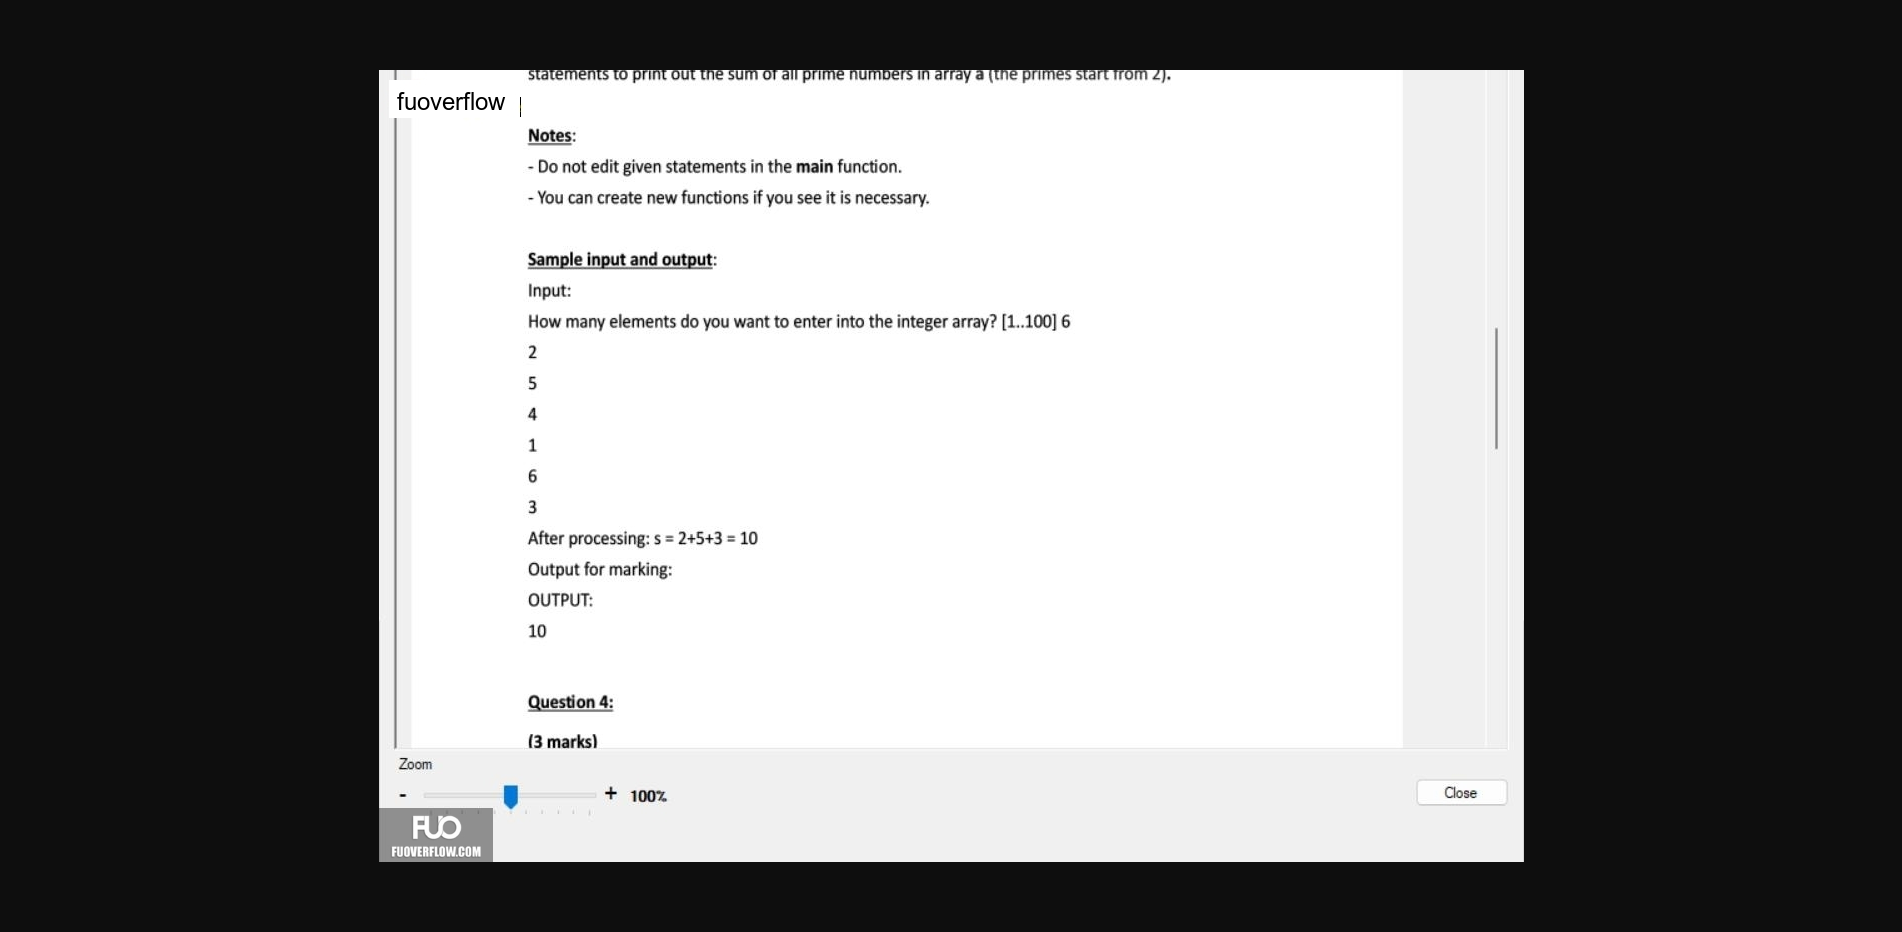 statements to print out the sum of all prime numbers in array a (the primes start from 2).
fuoverflow
Notes:
- Do not edit given statements in the main function.
- You can create new functions if you see it is necessary.
Sample input and output:
Input:
How many elements do you want to enter into the integer array? [1..100] 6
2
5
4
1
6
3
After processing: s = 2+5+3 = 10
Output for marking:
OUTPUT:
10
Question 4:
(3 marks)
Zoom
- + 100%
Close
FUO
FUOVERFLOW.COM